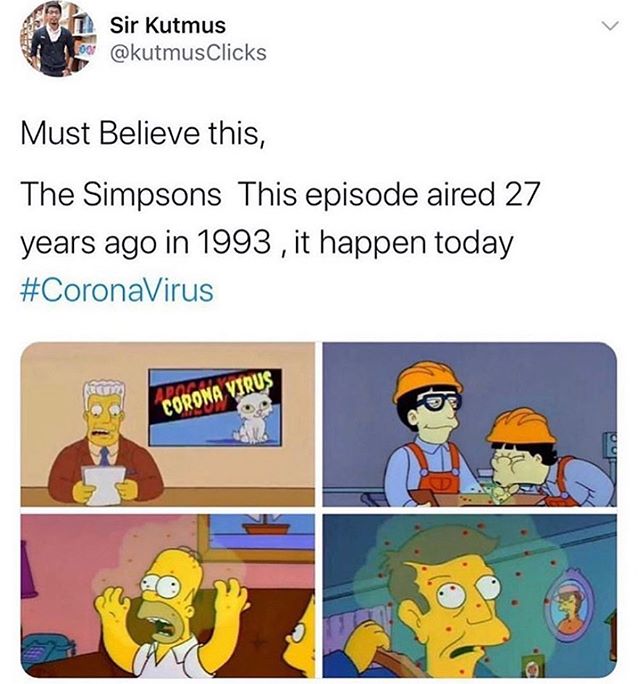 Sir Kutmus
@kutmusClicks
Must Believe this,
The Simpsons This episode aired 27
years ago in 1993 , it happen today
#CoronaVirus
CORONA VIRUS